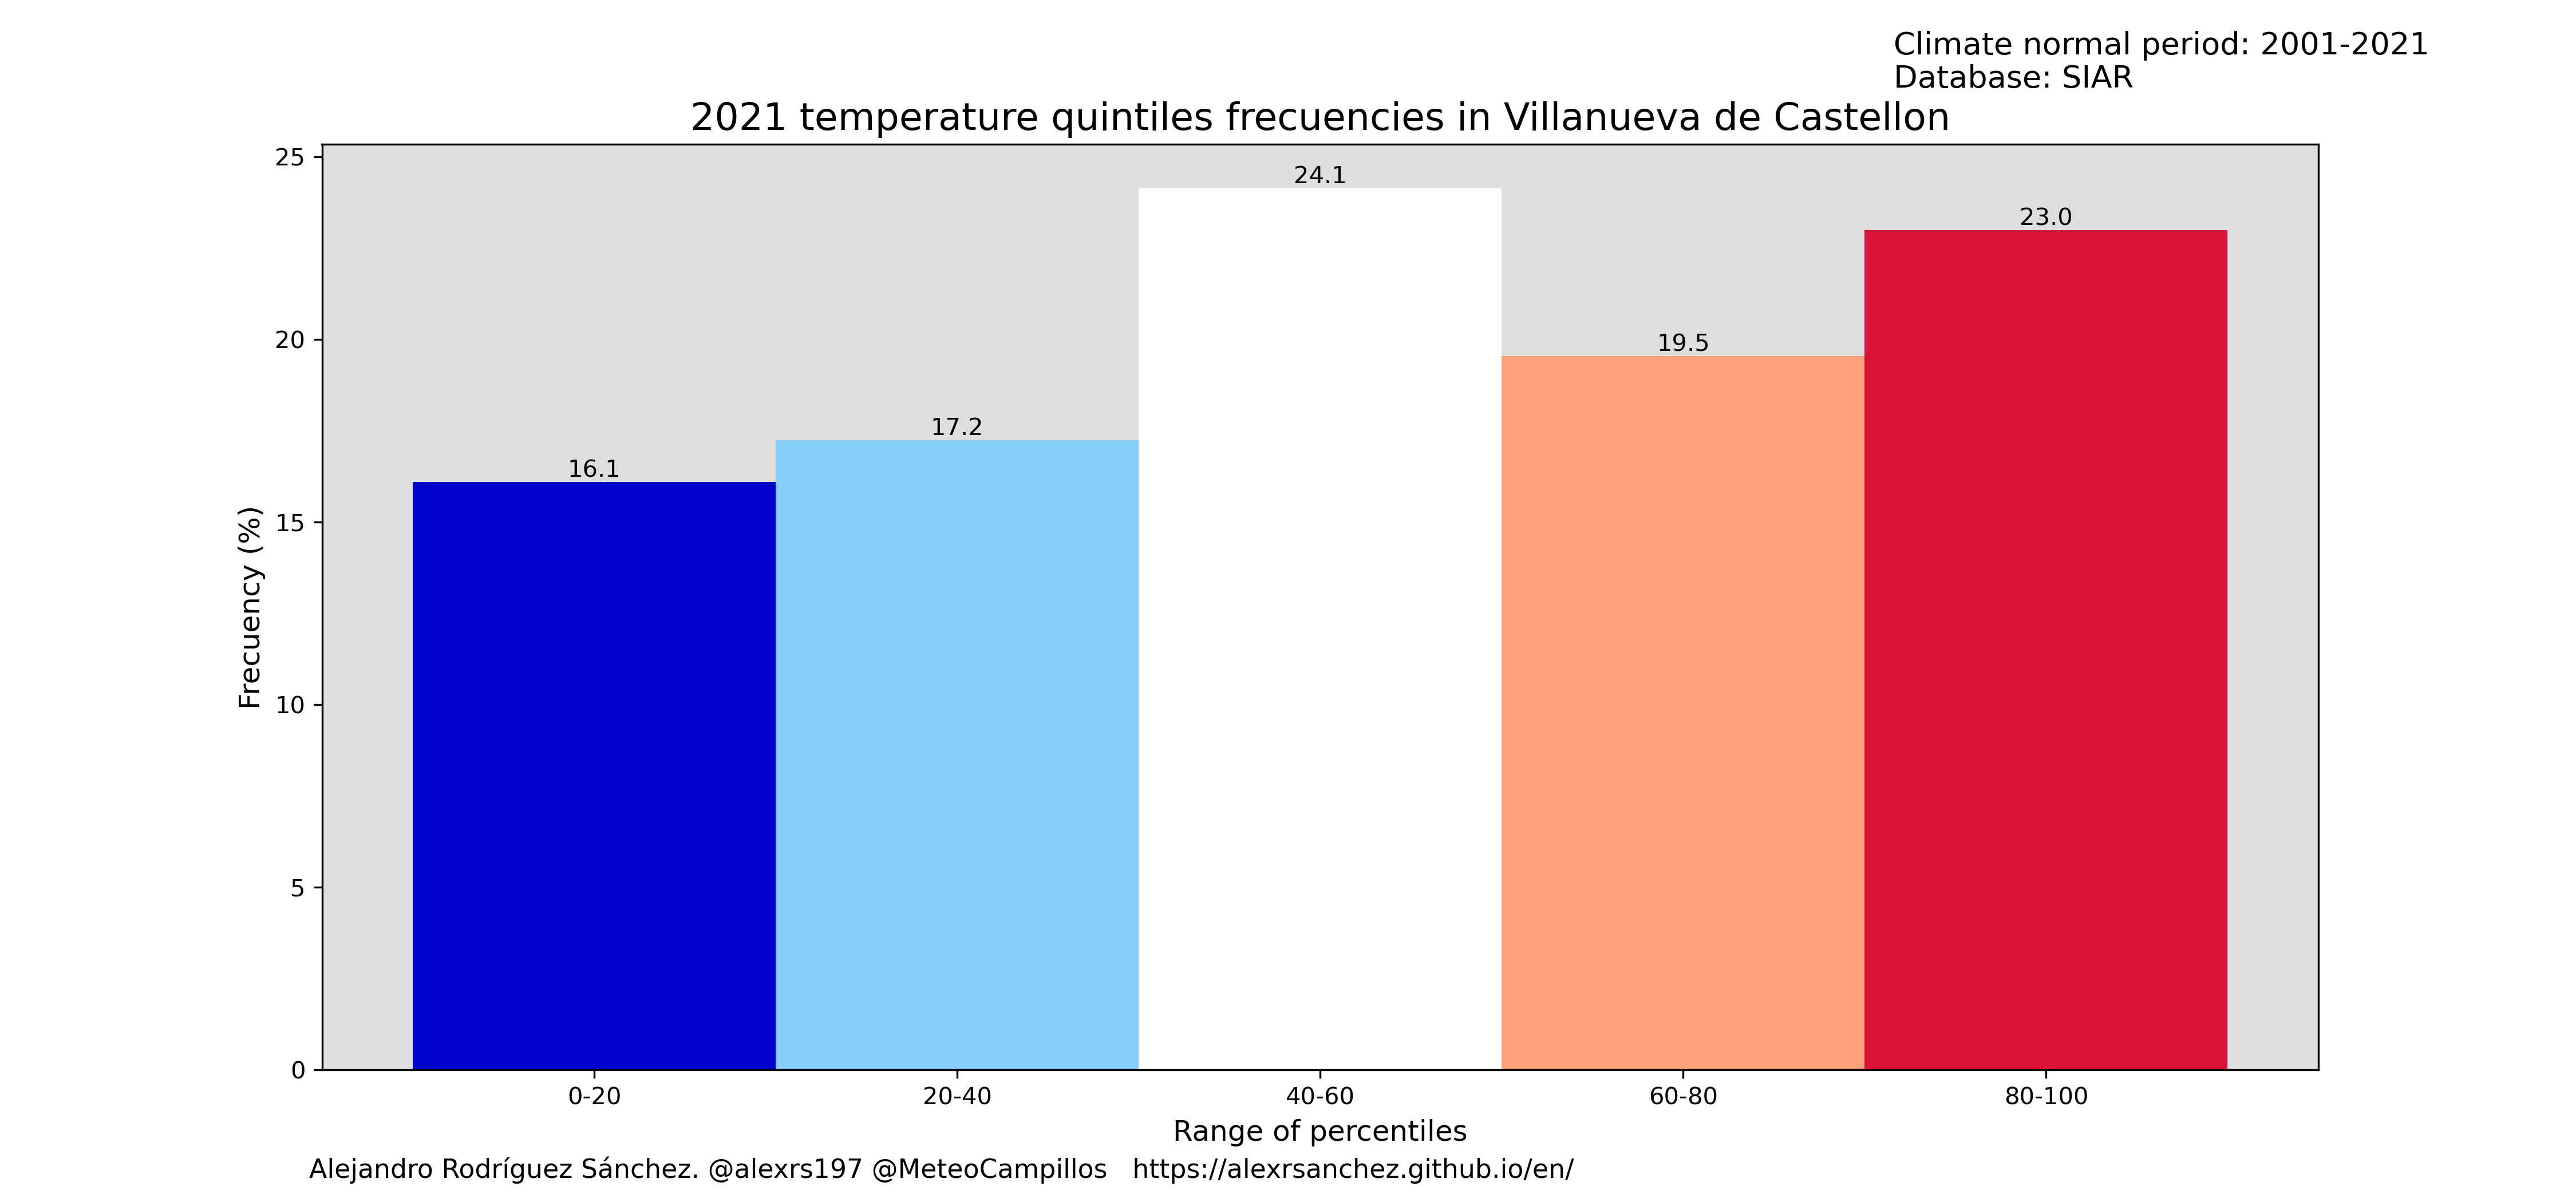 Climate normal period: 2001-2021
Database: SIAR
2021 temperature quintiles frecuencies in Villanueva de Castellon
25
20
15
10
5
0
Frecuency (%)
16.1
17.2
24.1
19.5
23.0
0-20
20-40
40-60
60-80
80-100
Range of percentiles
Alejandro Rodríguez Sánchez. @alexrs197 @MeteoCampillos   https://alexrsanchez.github.io/en/